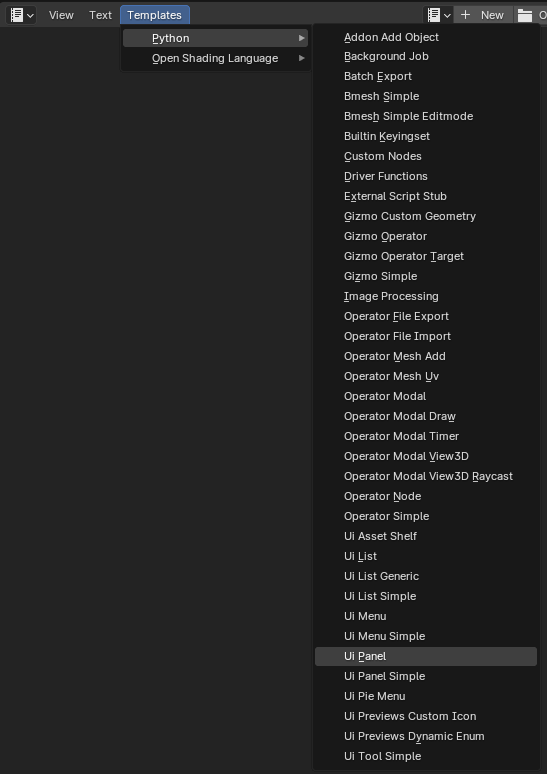 View Text Templates New
Python
Open Shading Language
Addon Add Object
Background Job
Batch Export
Bmesh Simple
Bmesh Simple Editmode
Builtin Keyingset
Custom Nodes
Driver Functions
External Script Stub
Gizmo Custom Geometry
Gizmo Operator
Gizmo Operator Target
Gizmo Simple
Image Processing
Operator File Export
Operator File Import
Operator Mesh Add
Operator Mesh Uv
Operator Modal
Operator Modal Draw
Operator Modal Timer
Operator Modal View3D
Operator Modal View3D Raycast
Operator Node
Operator Simple
Ui Asset Shelf
Ui List
Ui List Generic
Ui List Simple
Ui Menu
Ui Menu Simple
Ui Panel
Ui Panel Simple
Ui Pie Menu
Ui Previews Custom Icon
Ui Previews Dynamic Enum
Ui Tool Simple